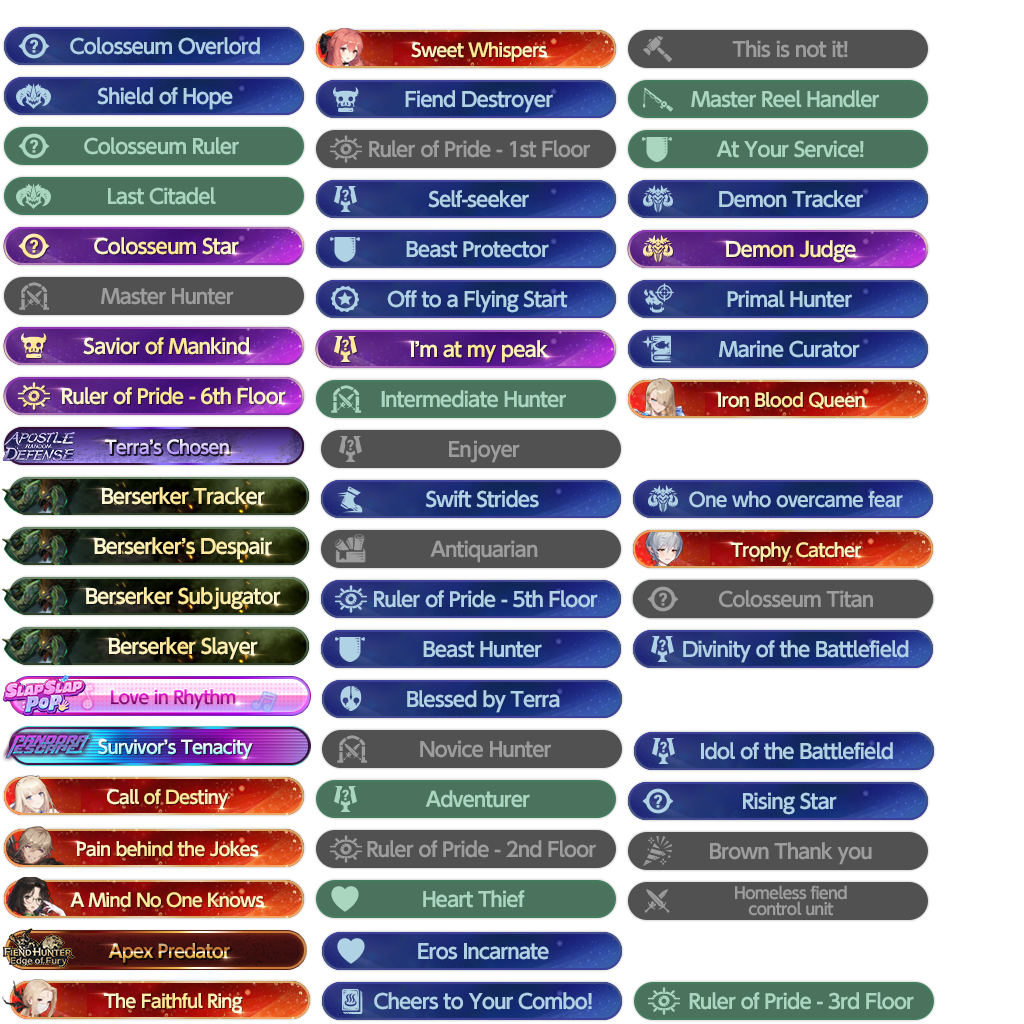 Colosseum Overlord
Shield of Hope
Colosseum Ruler
Last Citadel
Colosseum Star
Master Hunter
Savior of Mankind
Ruler of Pride - 6th Floor
APOSTLE
RANDOM
DEFENSE
Terra's Chosen
Berserker Tracker
Berserker's Despair
Berserker Subjugator
Berserker Slayer
SLAP SLAP
POP
Love in Rhythm
PANDORA
ESCAPE!
Survivor's Tenacity
Call of Destiny
Pain behind the Jokes
A Mind No One Knows
FIEND HUNTER
Edge of Fury
Apex Predator
The Faithful Ring
Sweet Whispers
Fiend Destroyer
Ruler of Pride - 1st Floor
Self-seeker
Beast Protector
Off to a Flying Start
I'm at my peak
Intermediate Hunter
Enjoyer
Swift Strides
Antiquarian
Ruler of Pride - 5th Floor
Beast Hunter
Blessed by Terra
Novice Hunter
Adventurer
Ruler of Pride - 2nd Floor
Heart Thief
Eros Incarnate
Cheers to Your Combo!
This is not it!
Master Reel Handler
At Your Service!
Demon Tracker
Demon Judge
Primal Hunter
Marine Curator
Iron Blood Queen
One who overcame fear
Trophy Catcher
Colosseum Titan
Divinity of the Battlefield
Idol of the Battlefield
Rising Star
Brown Thank you
Homeless fiend
control unit
Ruler of Pride - 3rd Floor